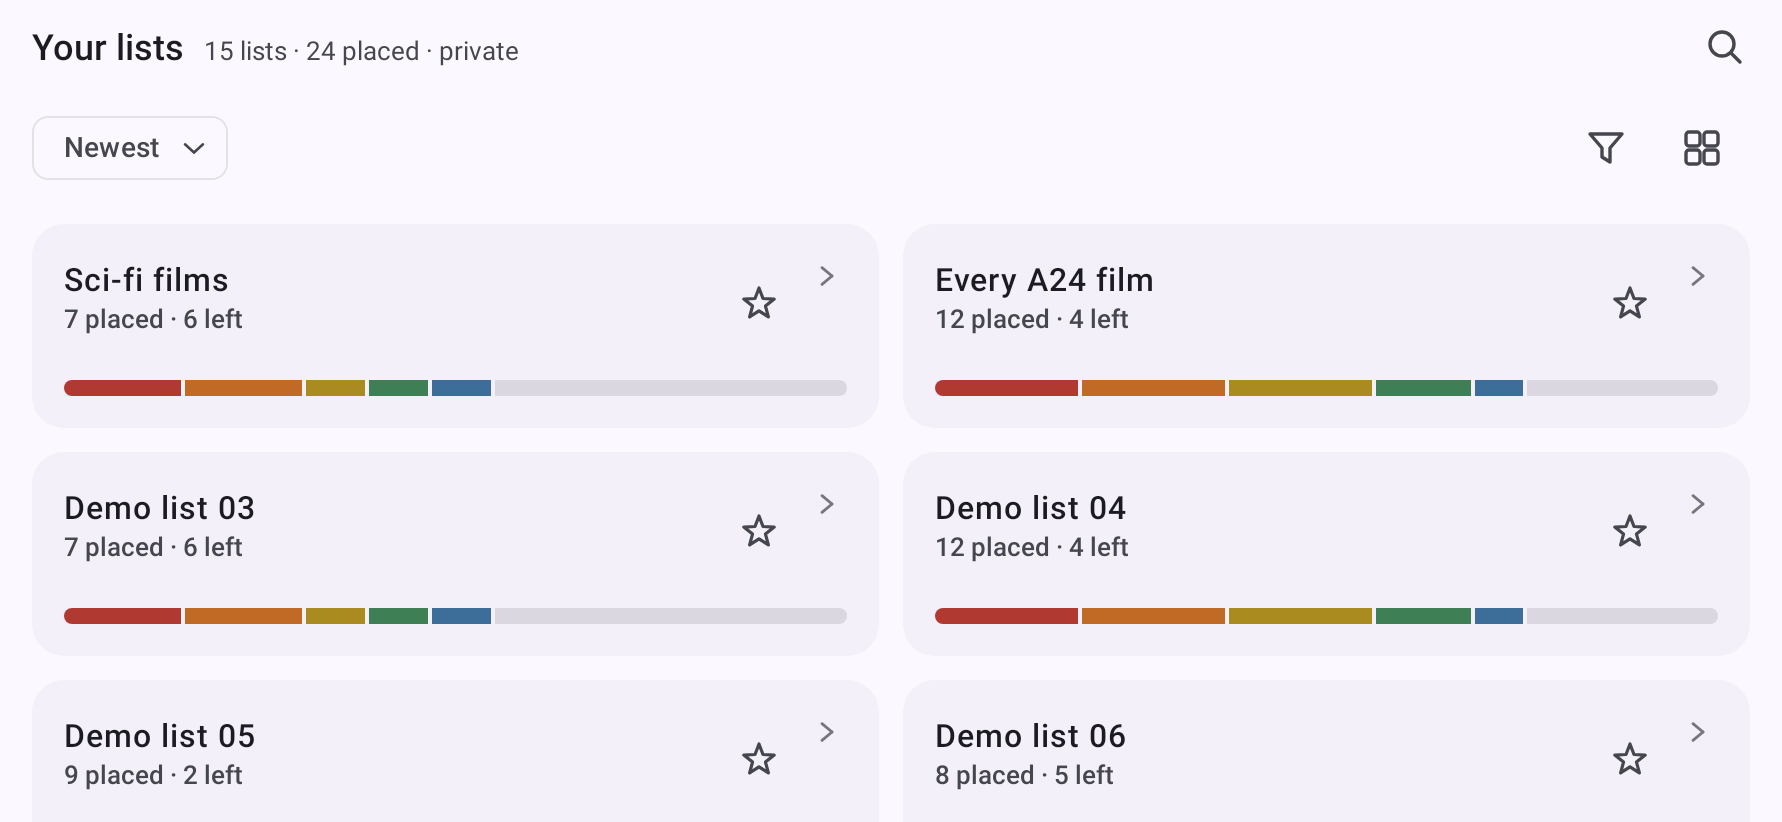 Your lists 15 lists · 24 placed · private
Newest
Sci-fi films
7 placed · 6 left
Every A24 film
12 placed · 4 left
Demo list 03
7 placed · 6 left
Demo list 04
12 placed · 4 left
Demo list 05
9 placed · 2 left
Demo list 06
8 placed · 5 left